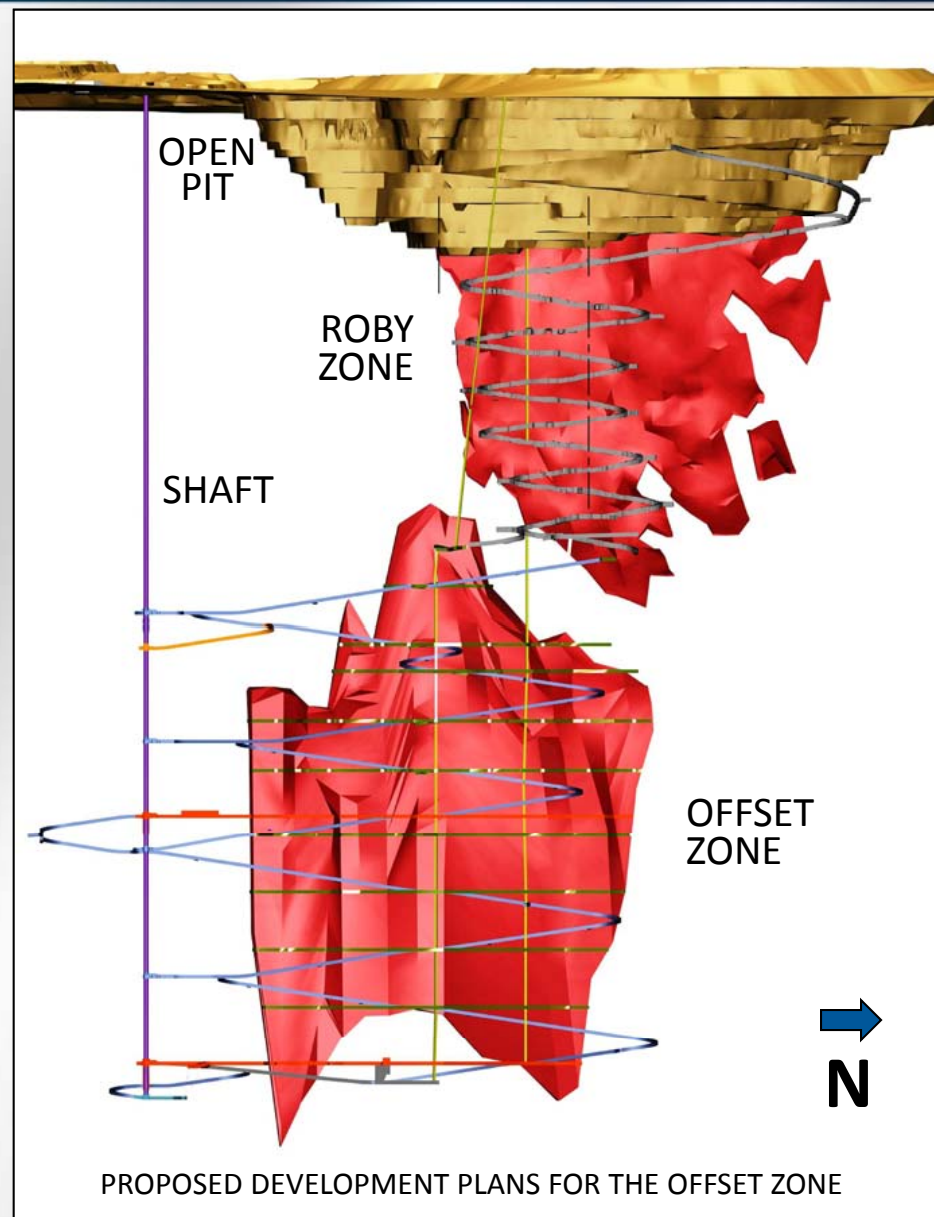 OPEN
PIT
ROBY
ZONE
SHAFT
OFFSET
ZONE
N
PROPOSED DEVELOPMENT PLANS FOR THE OFFSET ZONE